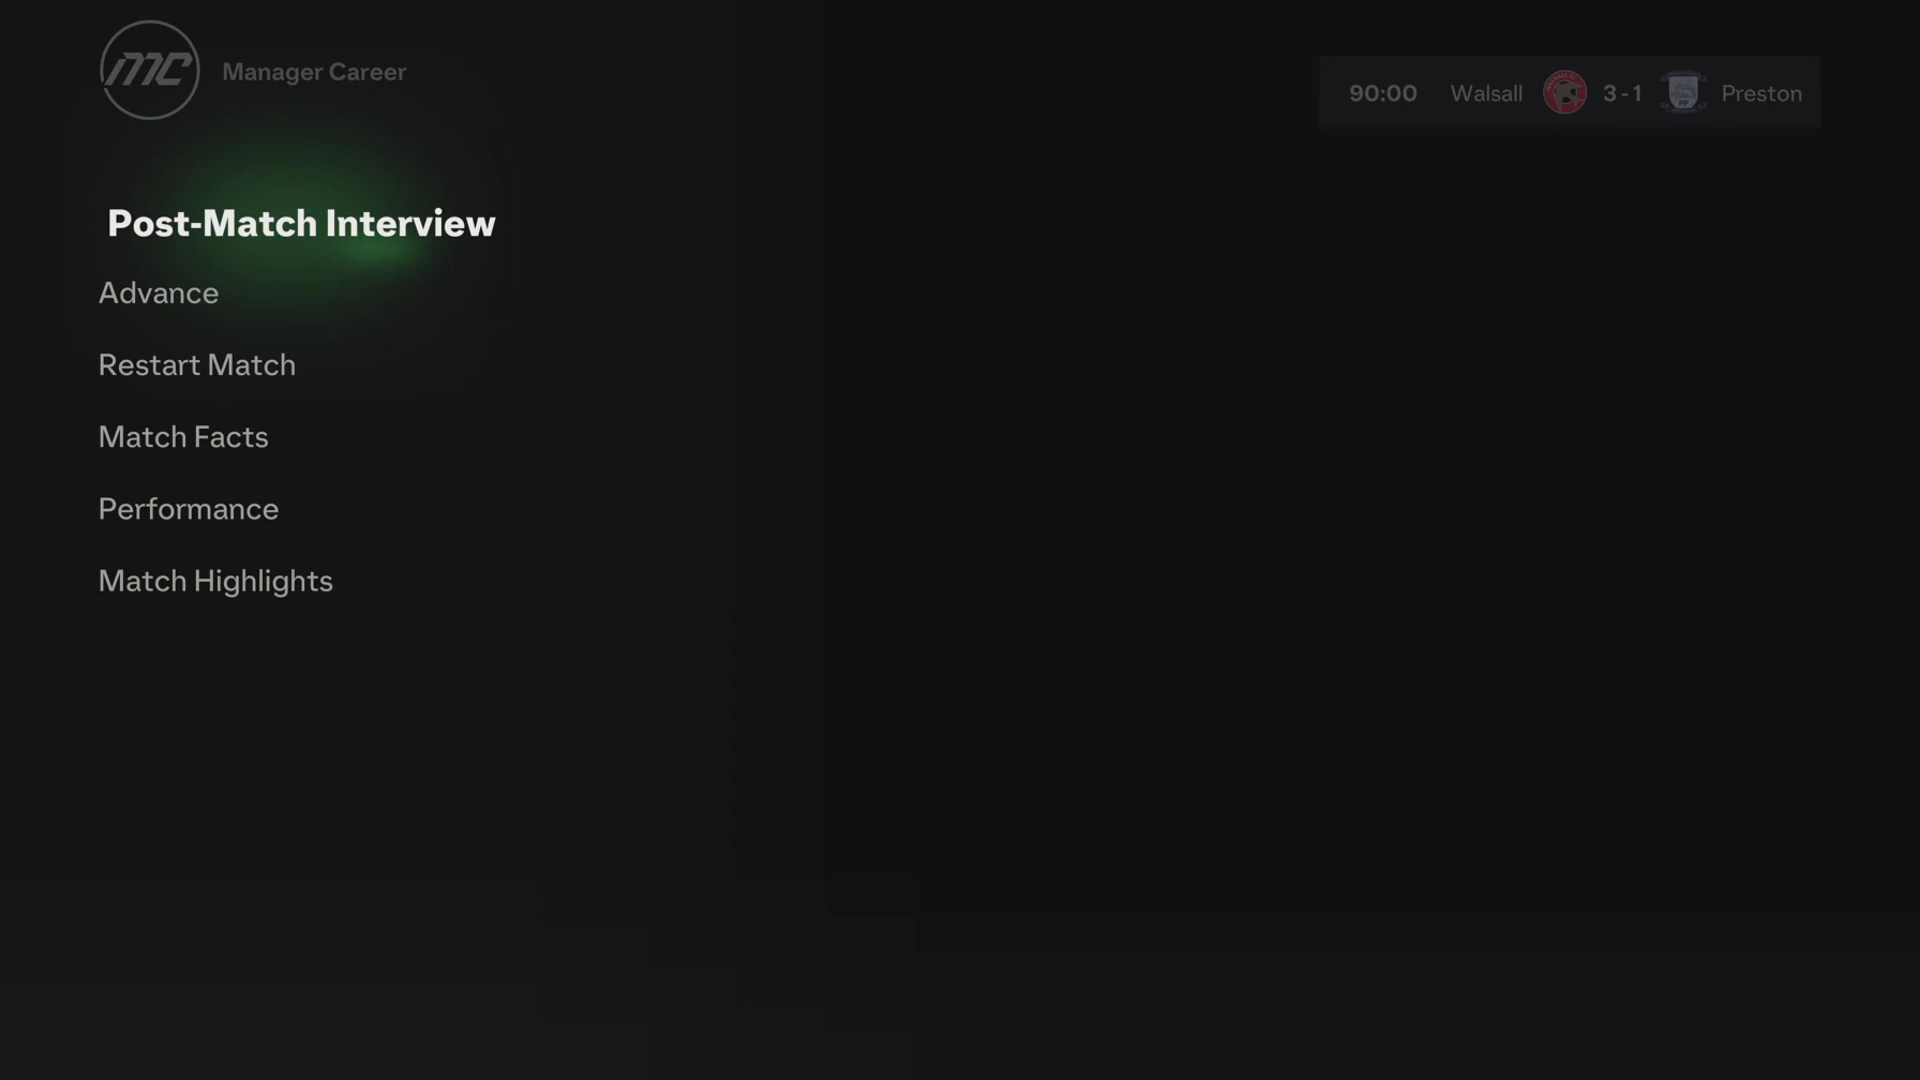 MC Manager Career
90:00 Walsall 3 - 1 Preston
Post-Match Interview
Advance
Restart Match
Match Facts
Performance
Match Highlights